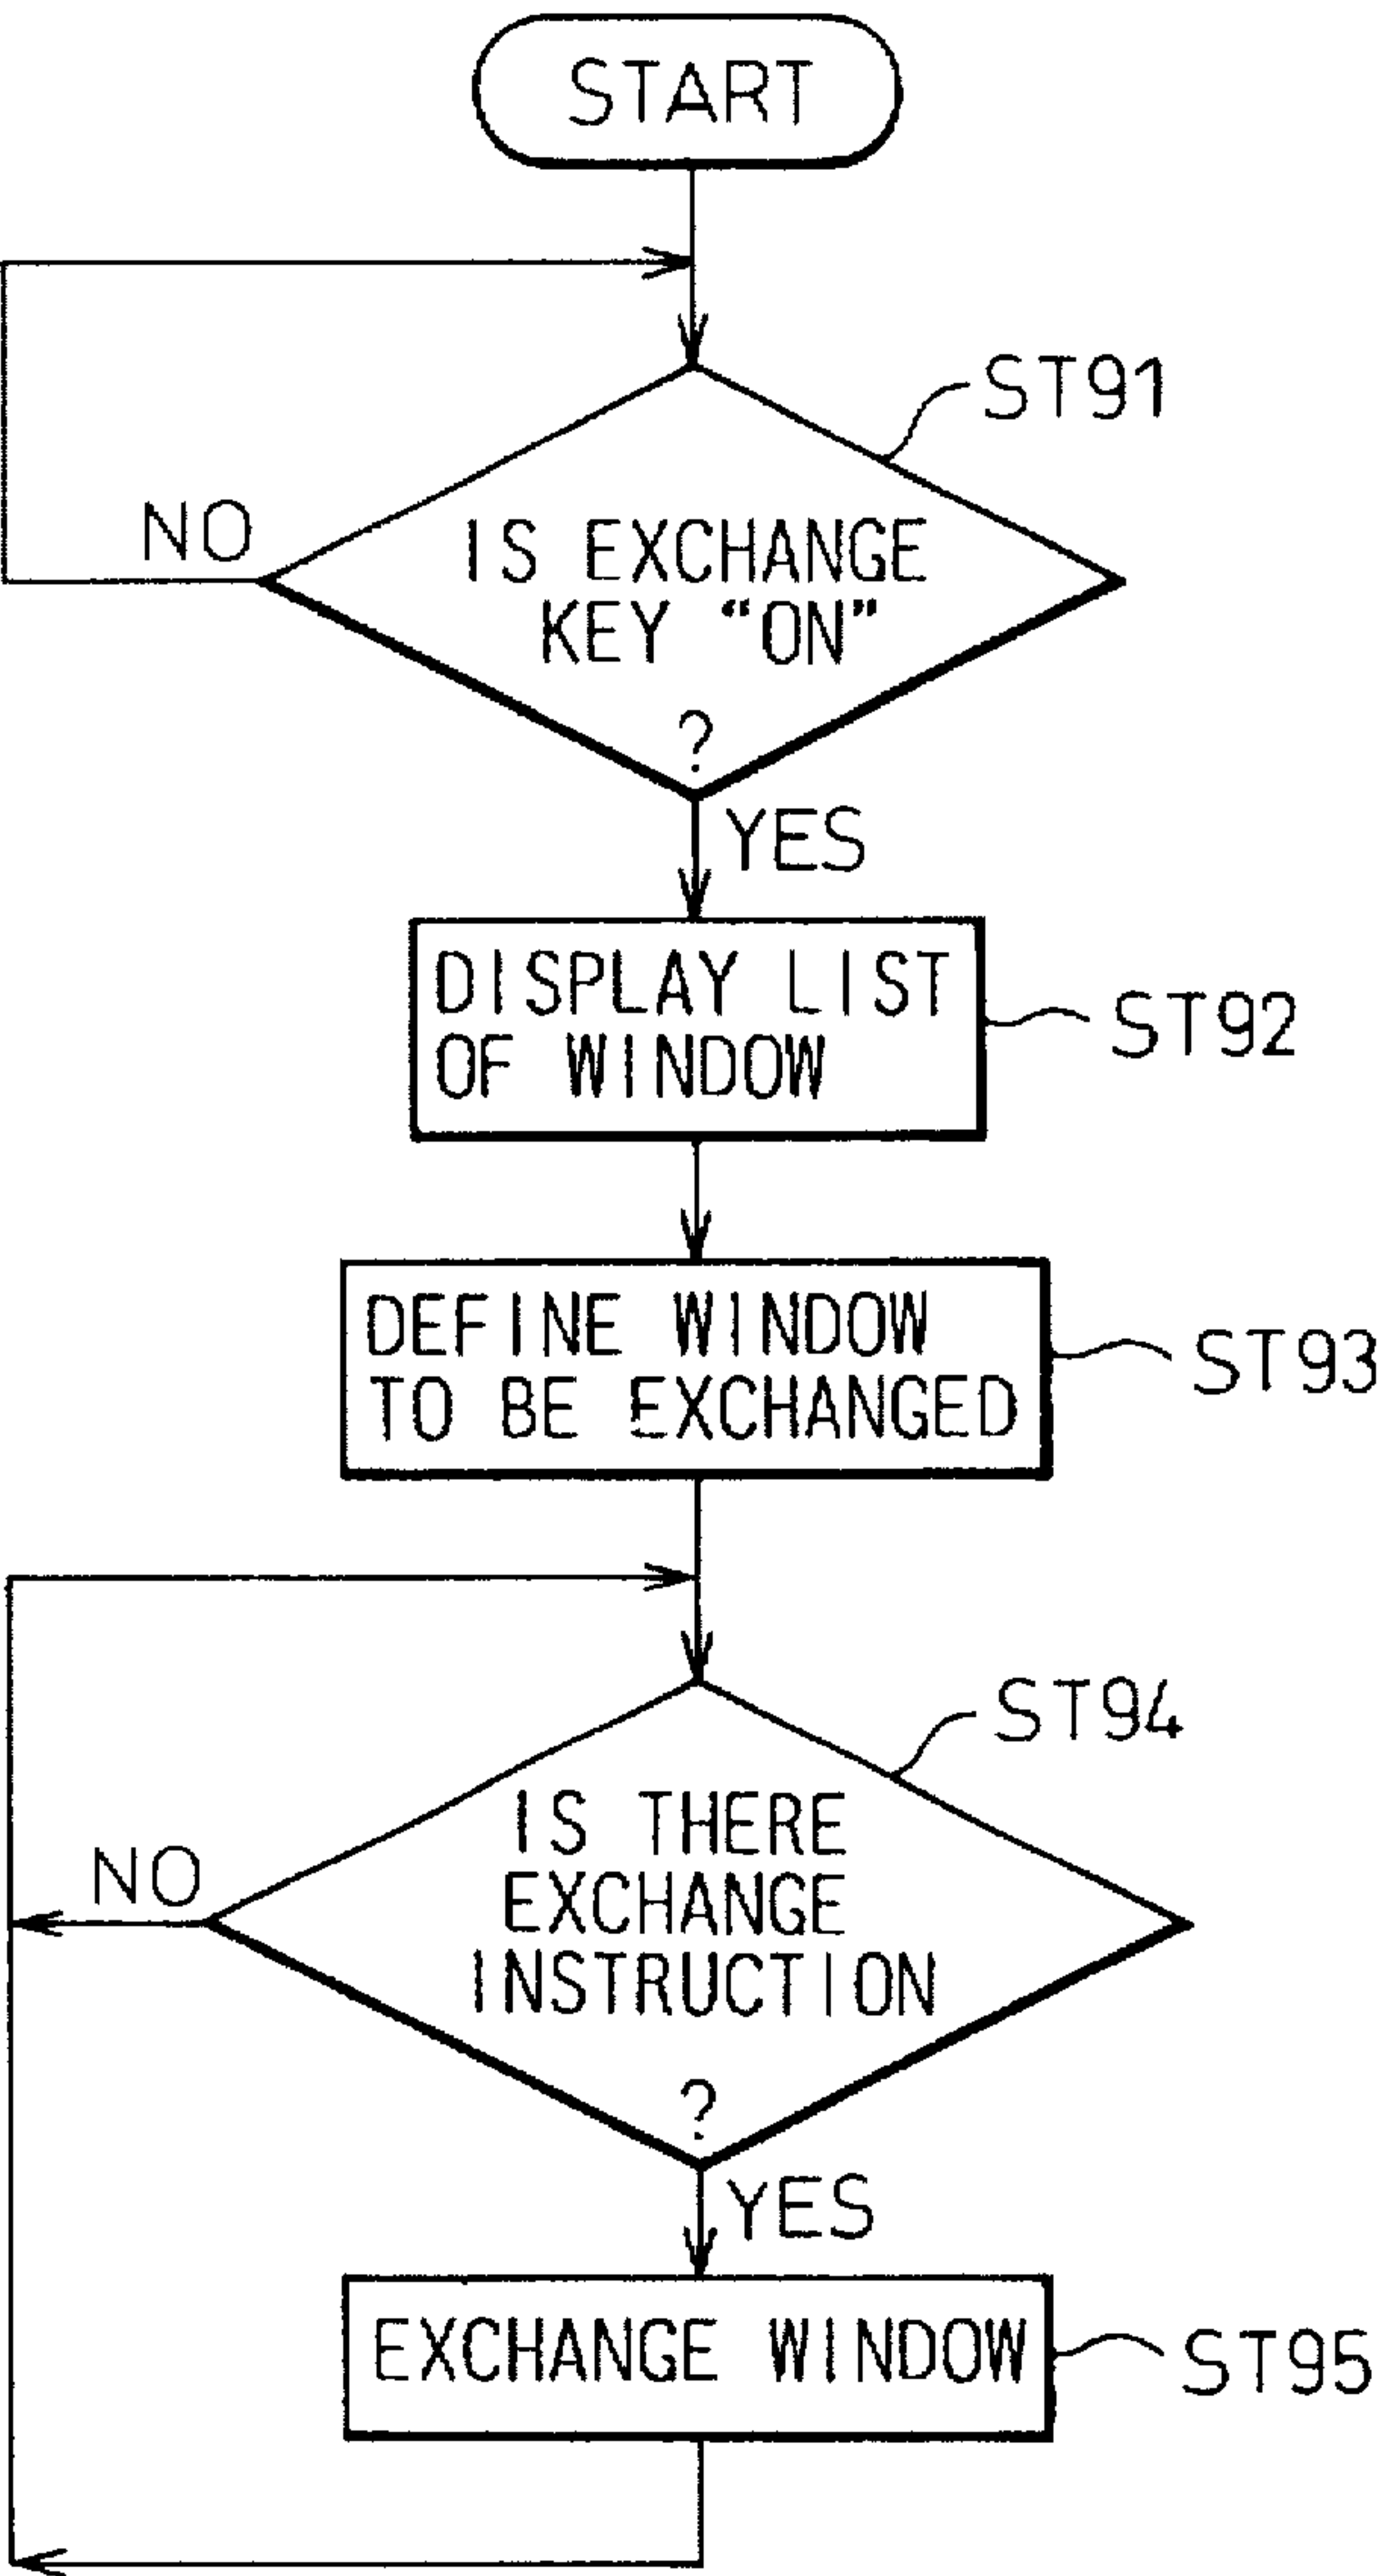 START
ST91
NO
IS EXCHANGE
KEY “ON”
?
YES
DISPLAY LIST
OF WINDOW
ST92
DEFINE WINDOW
TO BE EXCHANGED
ST93
ST94
IS THERE
NO
EXCHANGE
INSTRUCTION
?
YES
EXCHANGE WINDOW
ST95